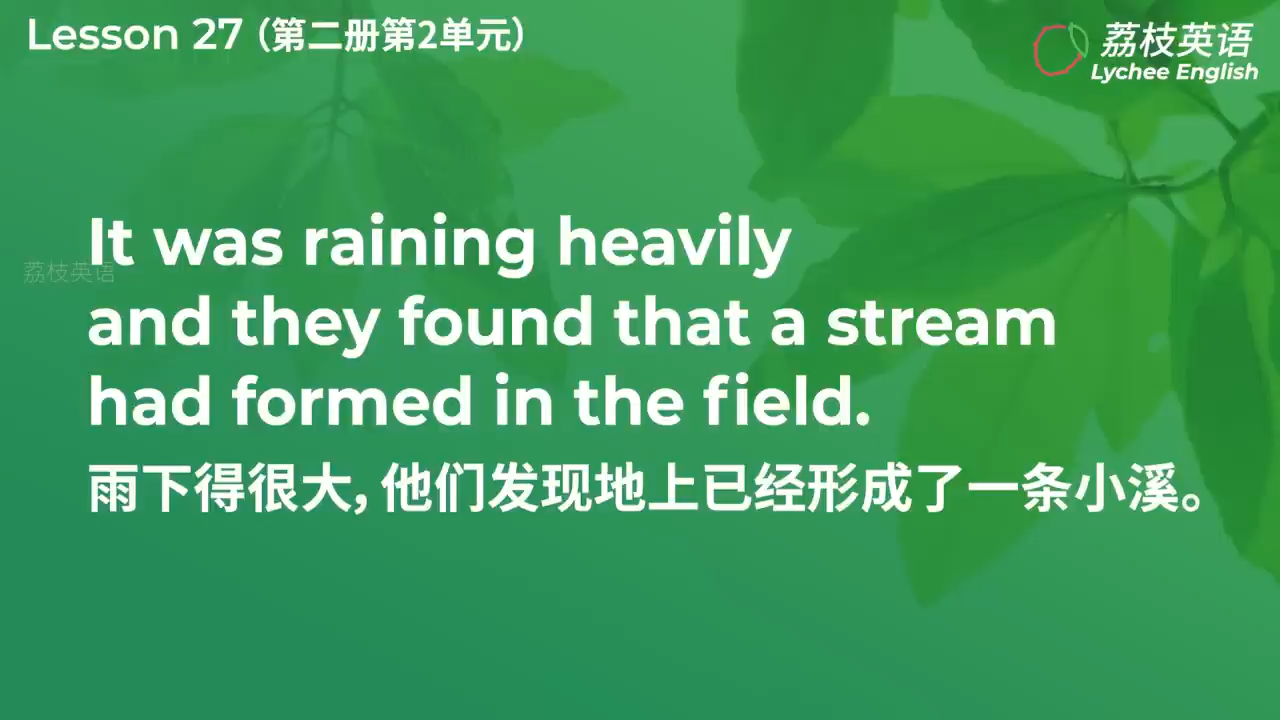 Lesson 27（第二册第2单元）
荔枝英语
Lychee English
It was raining heavily
荔枝英语
and they found that a stream
had formed in the field.
雨下得很大, 他们发现地上已经形成了一条小溪。